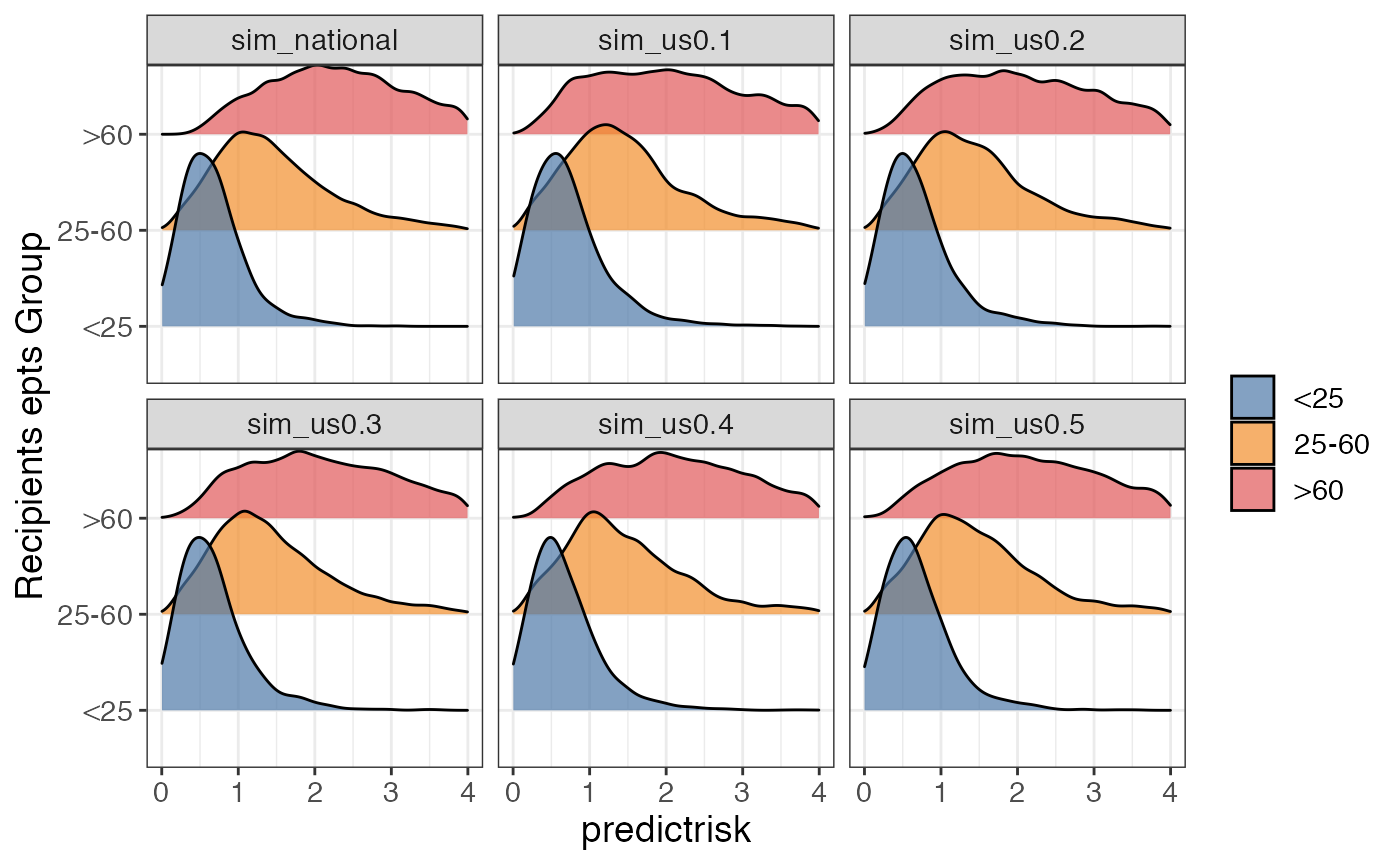 sim_national
sim_us0.1
sim_us0.2
>60
25-60
<25
sim_us0.3
sim_us0.4
sim_us0.5
>60
25-60
<25
0 1 2 3 4
0 1 2 3 4
0 1 2 3 4
predictrisk
Recipients epts Group
<25
25-60
>60